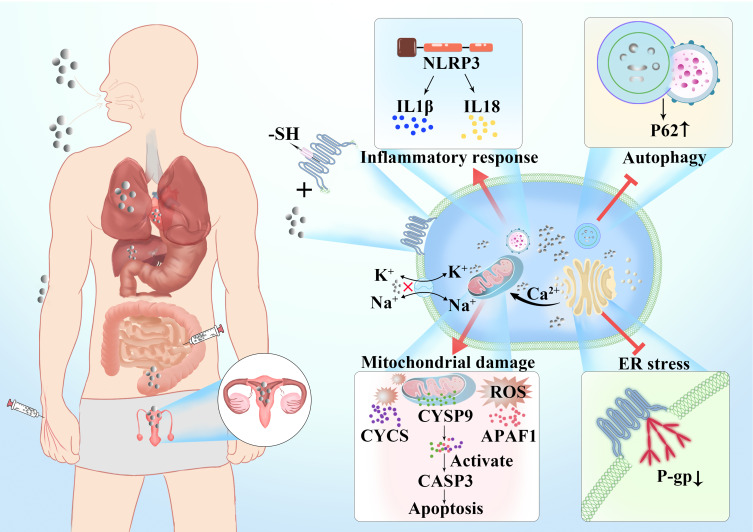 NLRP3
IL1β IL18
Inflammatory response
P62↑
Autophagy
-SH
+
K⁺ K⁺
Na⁺ Na⁺
Ca²⁺
Mitochondrial damage
ER stress
ROS
CYCS CYSP9 APAF1
Activate
CASP3
Apoptosis
P-gp↓